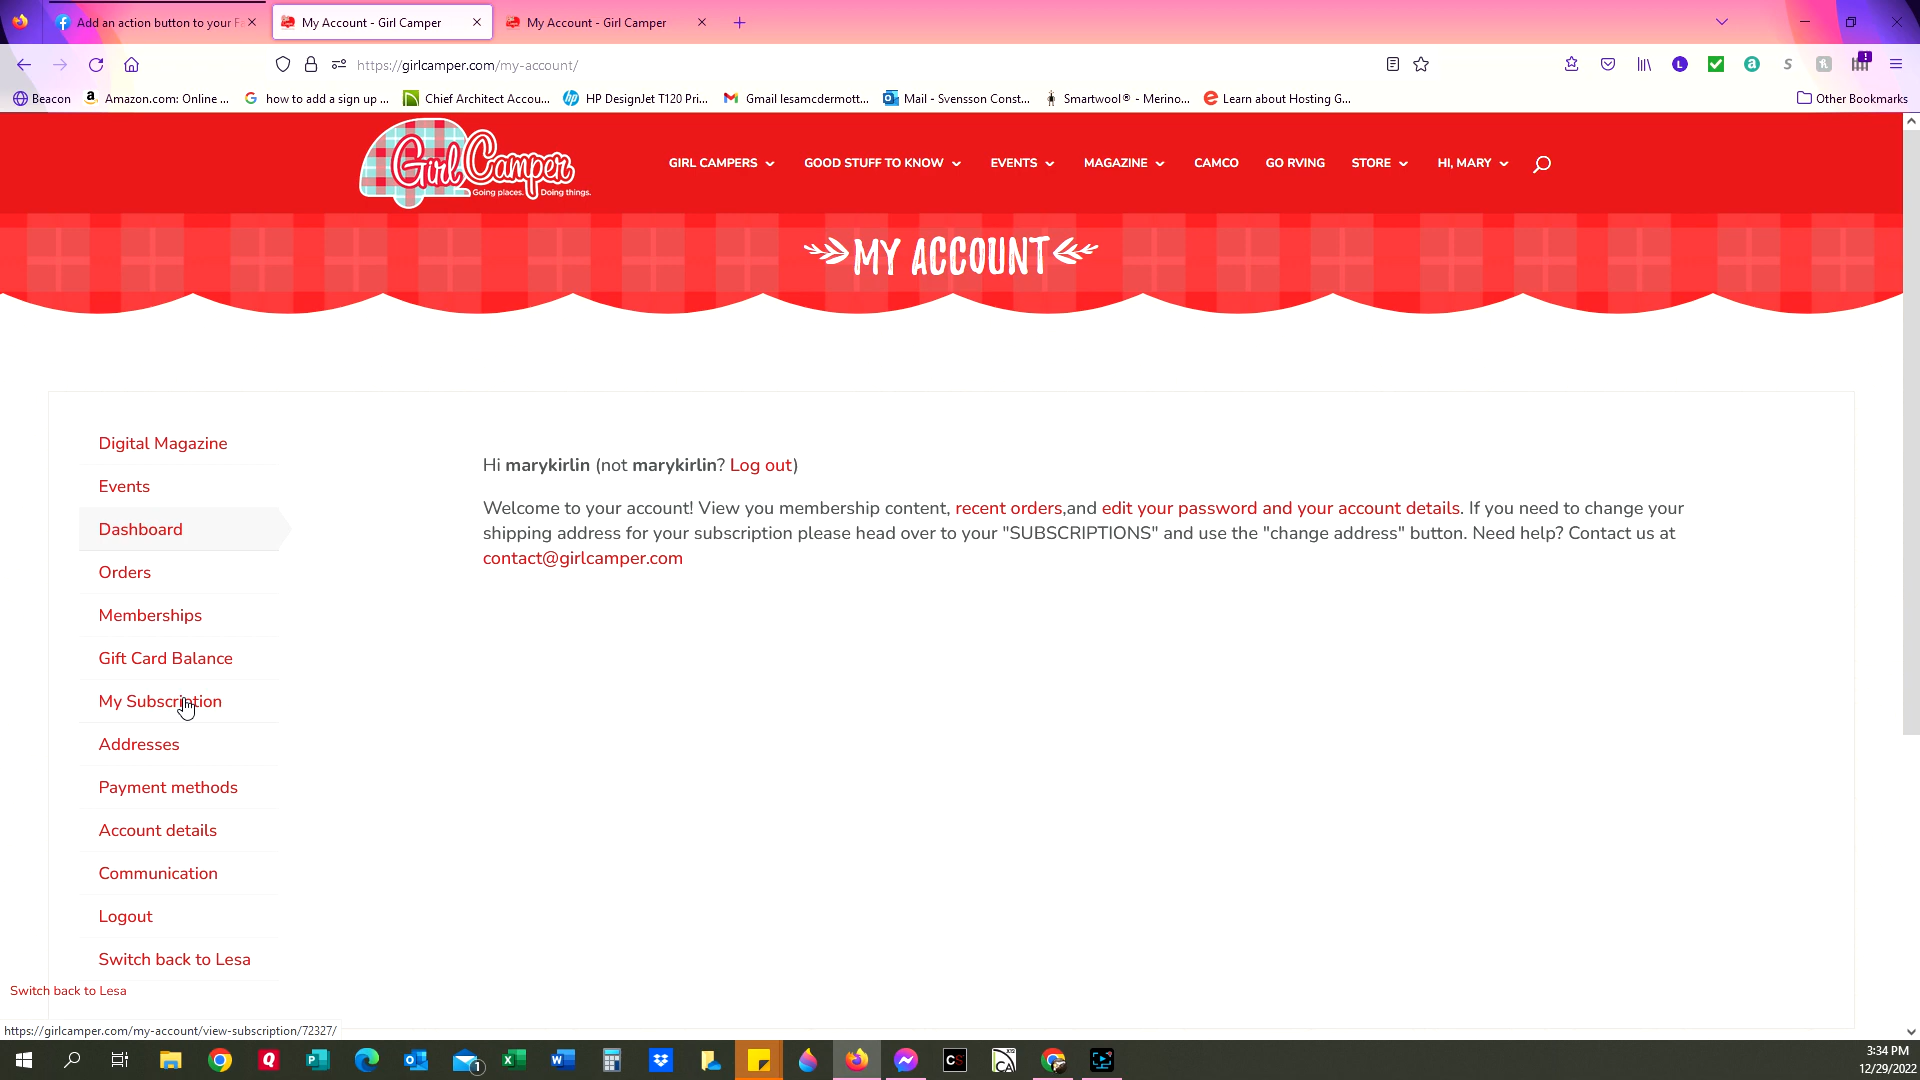 Add an action button to your F
My Account - Girl Camper
My Account - Girl Camper
https://girlcamper.com/my-account/
Beacon
Amazon.com: Online ...
how to add a sign up ...
Chief Architect Accou...
HP DesignJet T120 Pri...
Gmail lesamcdermott...
Mail - Svensson Const...
Smartwool® - Merino...
Learn about Hosting G...
Other Bookmarks
Girl Camper
Going places. Doing things.
GIRL CAMPERS
GOOD STUFF TO KNOW
EVENTS
MAGAZINE
CAMCO
GO RVING
STORE
HI, MARY
MY ACCOUNT
Digital Magazine
Events
Dashboard
Orders
Memberships
Gift Card Balance
My Subscription
Addresses
Payment methods
Account details
Communication
Logout
Switch back to Lesa
Hi marykirlin (not marykirlin? Log out)
Welcome to your account! View you membership content, recent orders,and edit your password and your account details. If you need to change your
shipping address for your subscription please head over to your "SUBSCRIPTIONS" and use the "change address" button. Need help? Contact us at
contact@girlcamper.com
Switch back to Lesa
https://girlcamper.com/my-account/view-subscription/72327/
3:34 PM
12/29/2022